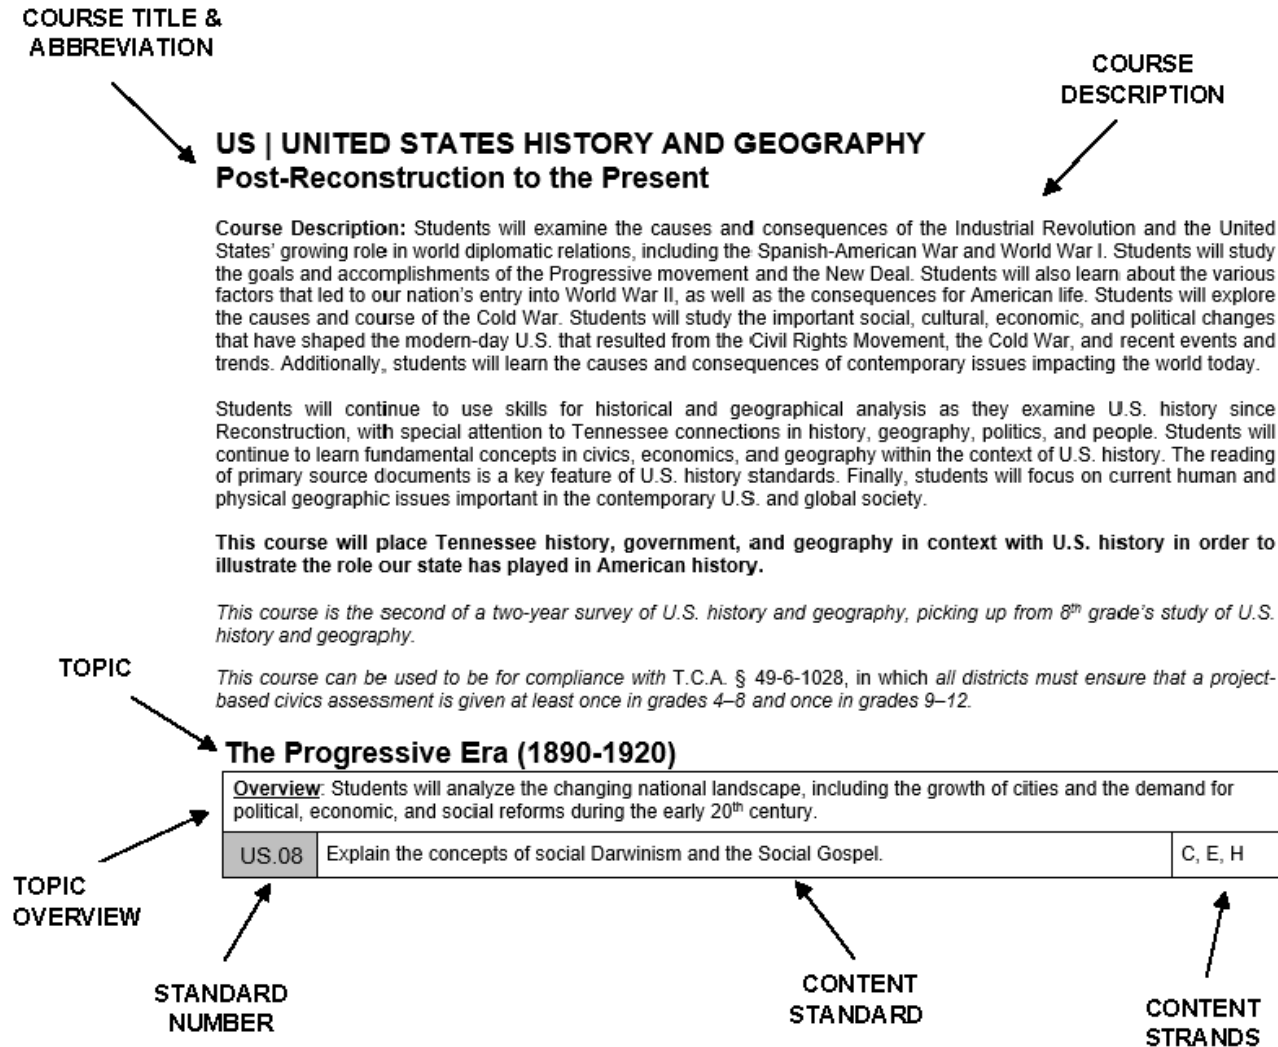 COURSE TITLE &
ABBREVIATION
COURSE
DESCRIPTION
US | UNITED STATES HISTORY AND GEOGRAPHY
Post-Reconstruction to the Present
Course Description: Students will examine the causes and consequences of the Industrial Revolution and the United
States' growing role in world diplomatic relations, including the Spanish-American War and World War I. Students will study
the goals and accomplishments of the Progressive movement and the New Deal. Students will also learn about the various
factors that led to our nation's entry into World War II, as well as the consequences for American life. Students will explore
the causes and course of the Cold War. Students will study the important social, cultural, economic, and political changes
that have shaped the modern-day U.S. that resulted from the Civil Rights Movement, the Cold War, and recent events and
trends. Additionally, students will learn the causes and consequences of contemporary issues impacting the world today.
Students will continue to use skills for historical and geographical analysis as they examine U.S. history since
Reconstruction, with special attention to Tennessee connections in history, geography, politics, and people. Students will
continue to learn fundamental concepts in civics, economics, and geography within the context of U.S. history. The reading
of primary source documents is a key feature of U.S. history standards. Finally, students will focus on current human and
physical geographic issues important in the contemporary U.S. and global society.
This course will place Tennessee history, government, and geography in context with U.S. history in order to
illustrate the role our state has played in American history.
This course is the second of a two-year survey of U.S. history and geography, picking up from 8th grade's study of U.S.
history and geography.
TOPIC
This course can be used to be for compliance with T.C.A. § 49-6-1028, in which all districts must ensure that a project-
based civics assessment is given at least once in grades 4–8 and once in grades 9–12.
The Progressive Era (1890-1920)
Overview: Students will analyze the changing national landscape, including the growth of cities and the demand for
political, economic, and social reforms during the early 20th century.
US.08 Explain the concepts of social Darwinism and the Social Gospel. C, E, H
TOPIC
OVERVIEW
STANDARD
NUMBER
CONTENT
STANDARD
CONTENT
STRANDS